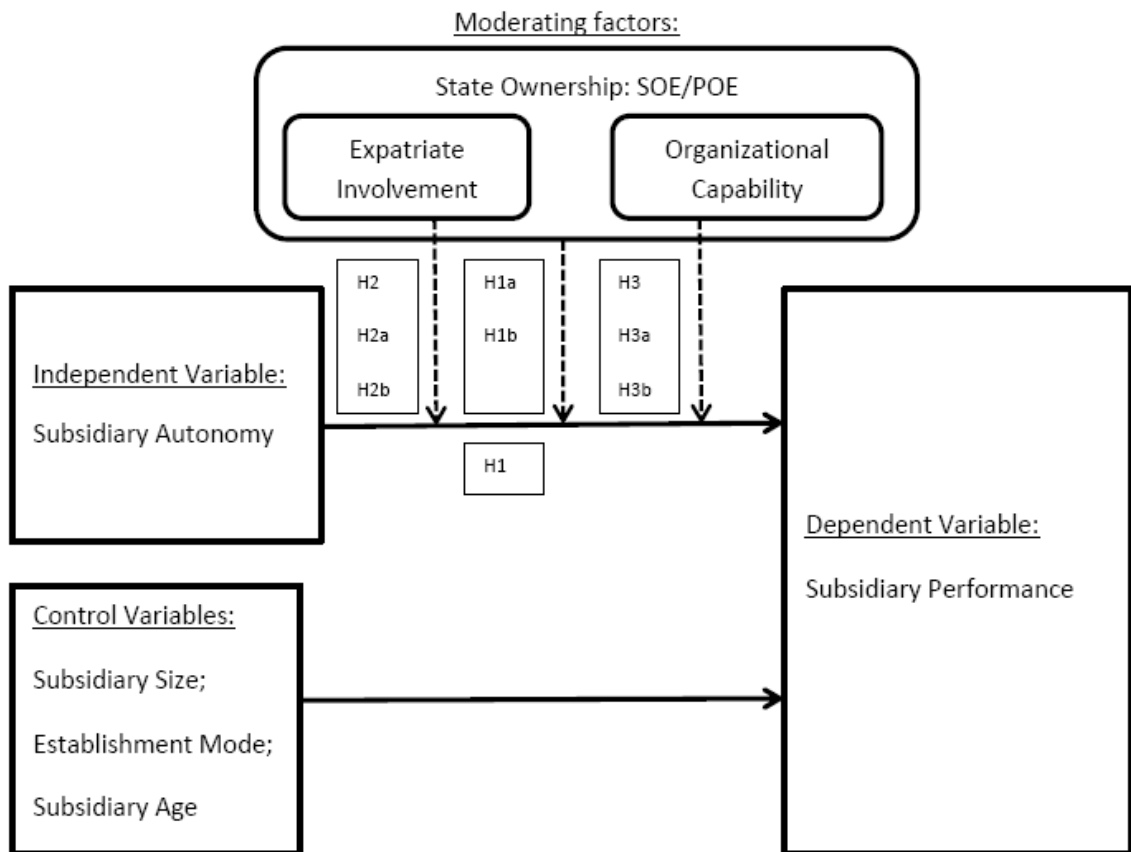 Moderating factors:
State Ownership: SOE/POE
Expatriate
Involvement
Organizational
Capability
H2
H2a
H2b
H1a
H1b
H3
H3a
H3b
H1
Independent Variable:
Subsidiary Autonomy
Control Variables:
Subsidiary Size;
Establishment Mode;
Subsidiary Age
Dependent Variable:
Subsidiary Performance